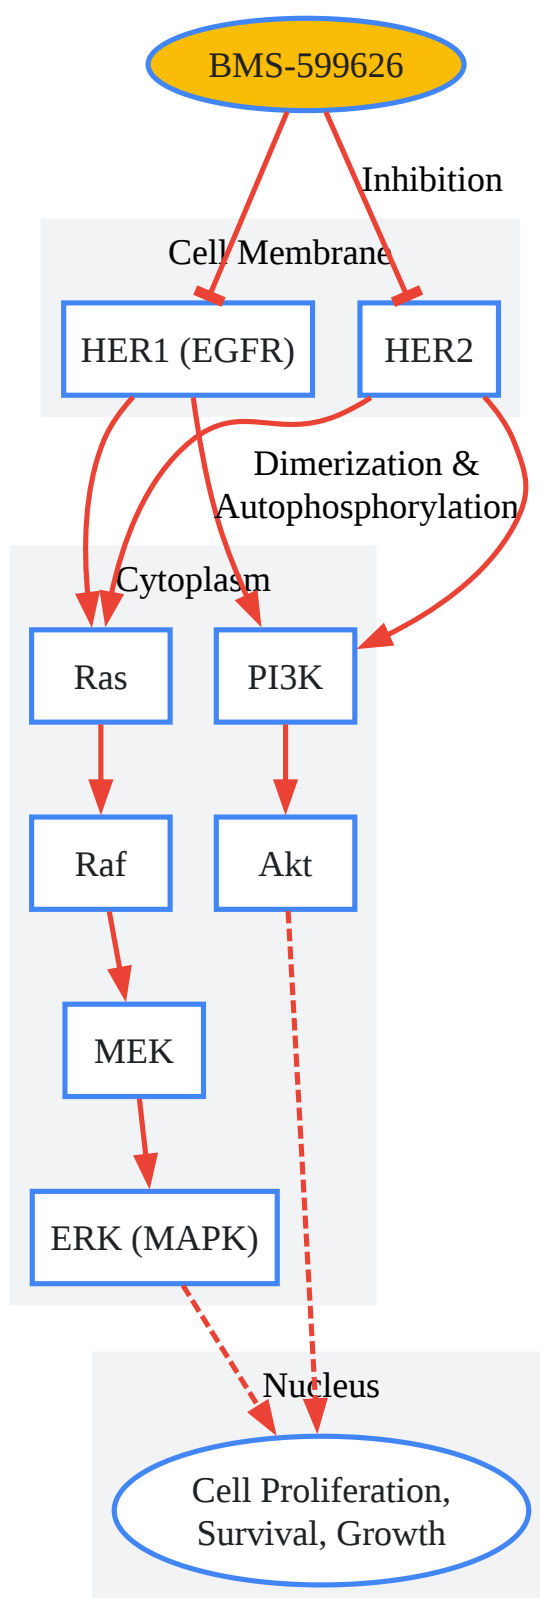 BMS-599626
Inhibition
Cell Membrane
HER1 (EGFR)
HER2
Dimerization &
Autophosphorylation
Cytoplasm
Ras
PI3K
Raf
Akt
MEK
ERK (MAPK)
Nucleus
Cell Proliferation,
Survival, Growth